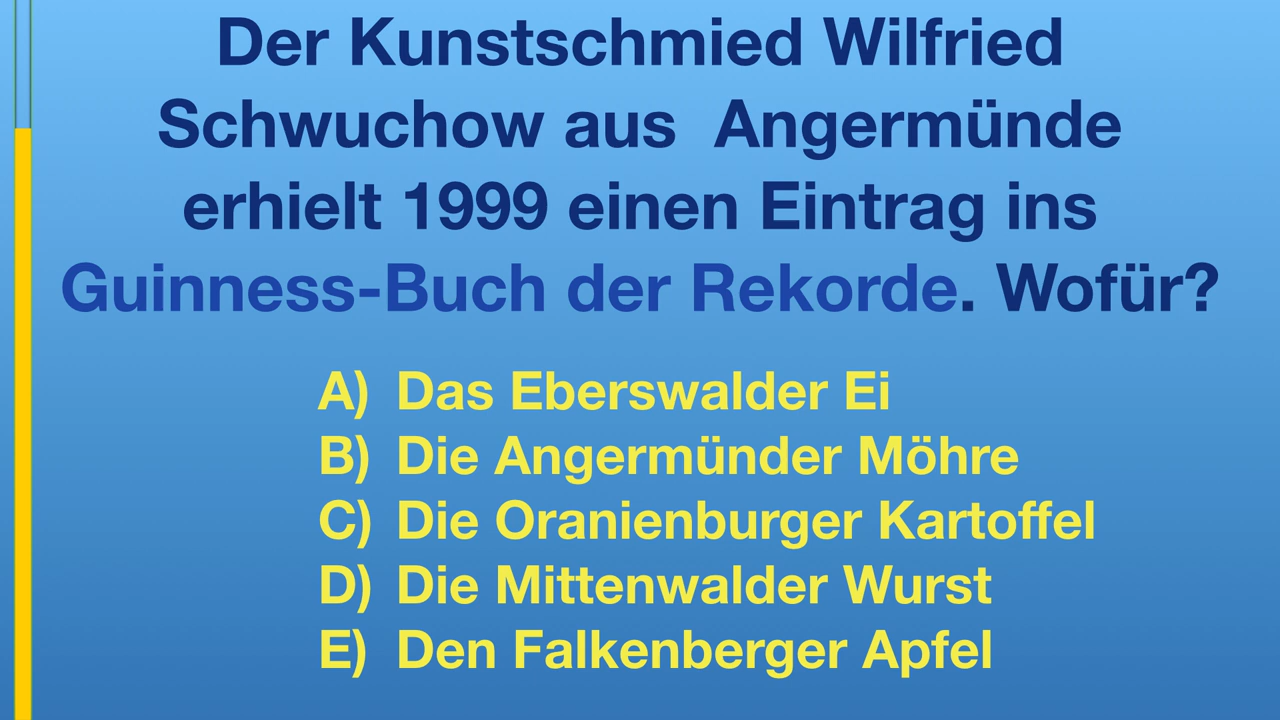 Der Kunstschmied Wilfried
Schwuchow aus  Angermünde
erhielt 1999 einen Eintrag ins
Guinness-Buch der Rekorde. Wofür?
A) Das Eberswalder Ei
B) Die Angermünder Möhre
C) Die Oranienburger Kartoffel
D) Die Mittenwalder Wurst
E) Den Falkenberger Apfel